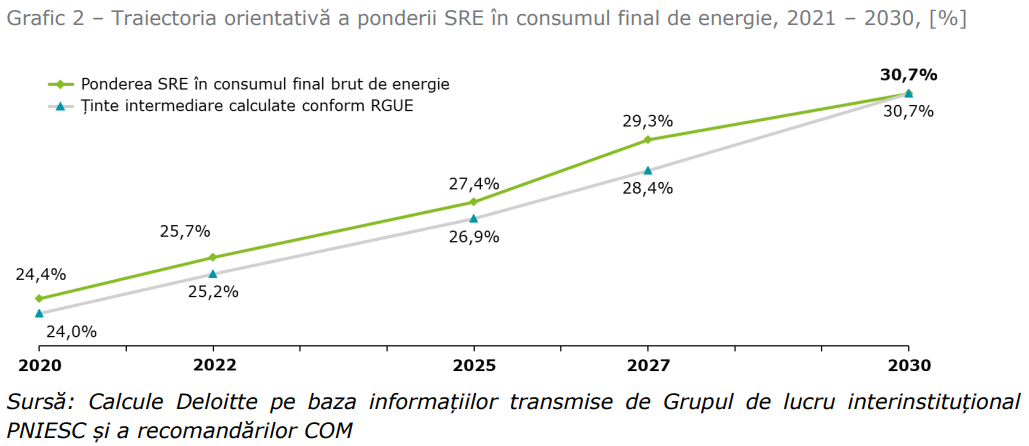 Grafic 2 – Traiectoria orientativă a ponderii SRE în consumul final de energie, 2021 – 2030, [%]
Ponderea SRE în consumul final brut de energie
Ținte intermediare calculate conform RGUE
30,7%
30,7%
29,3%
28,4%
27,4%
26,9%
25,7%
25,2%
24,4%
24,0%
2020 2022 2025 2027 2030
Sursă: Calcule Deloitte pe baza informațiilor transmise de Grupul de lucru interinstituțional
PNIESC și a recomandărilor COM